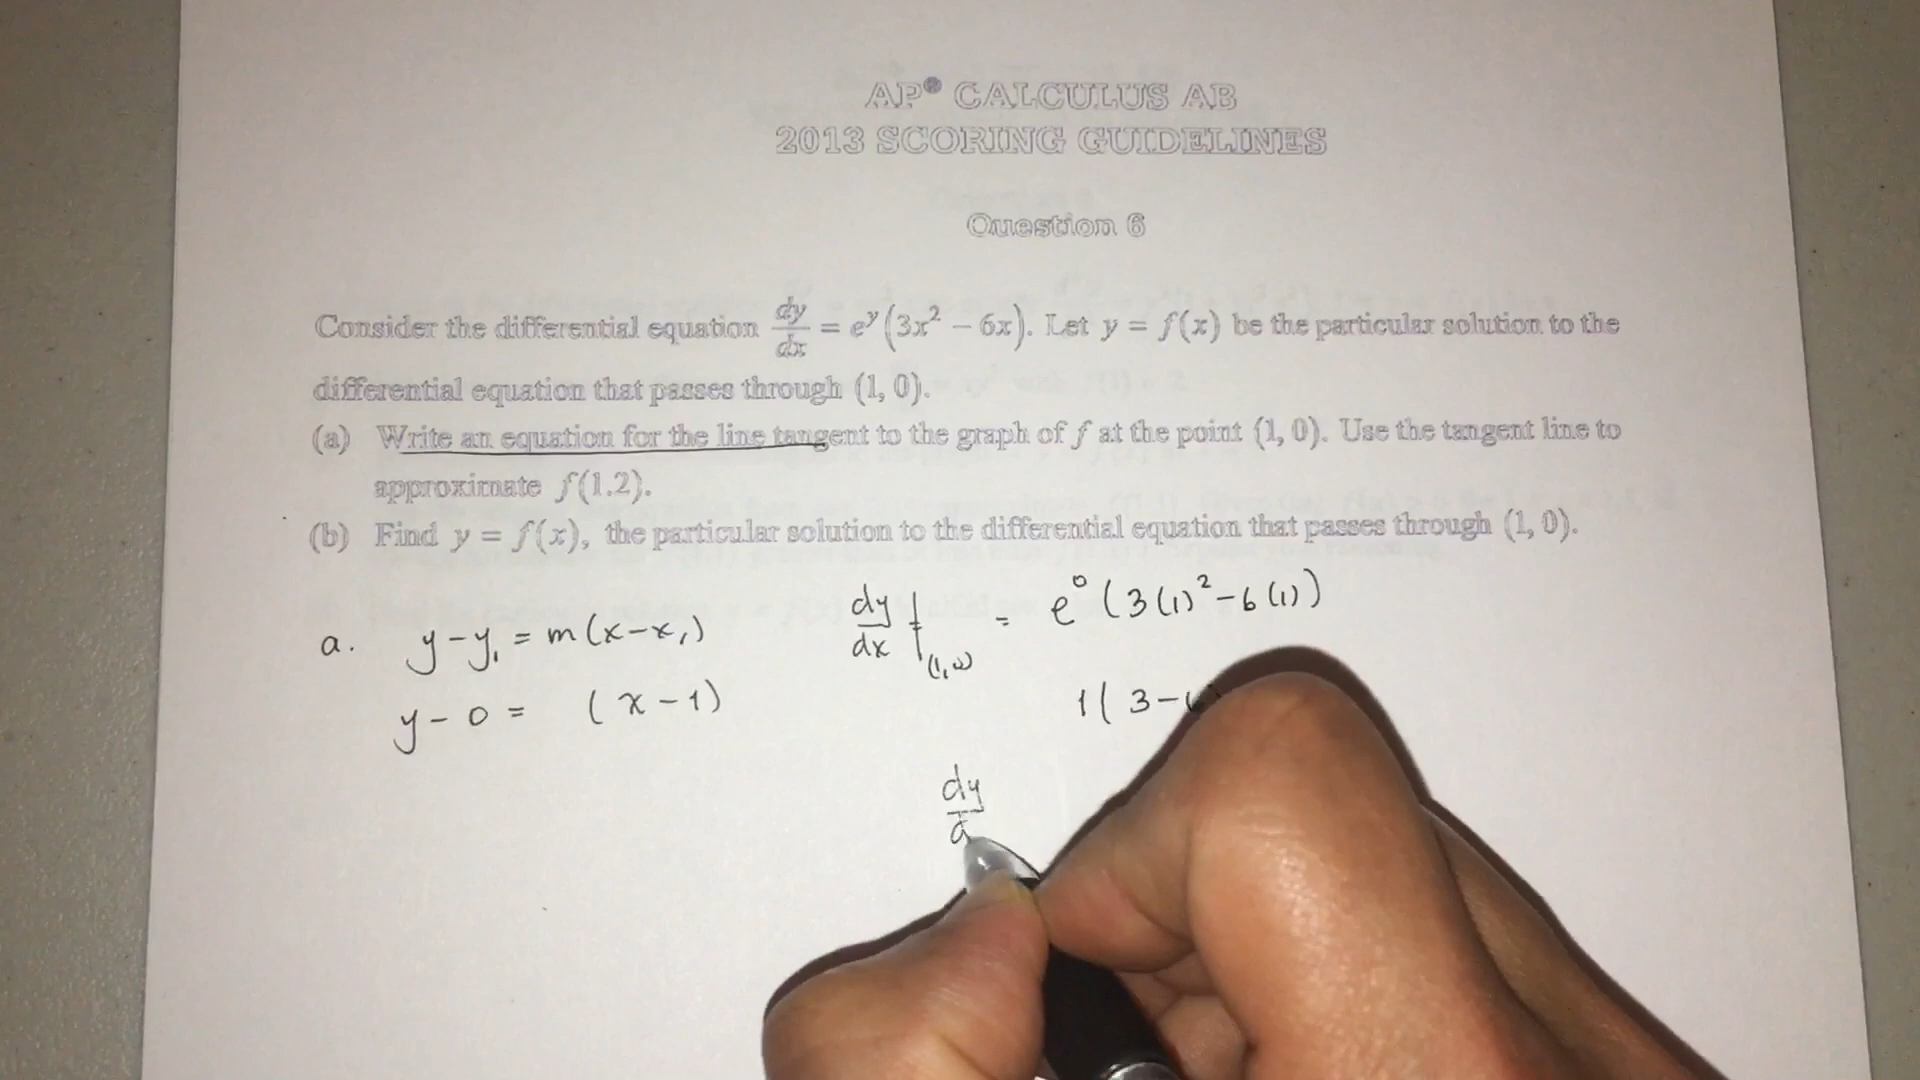 AP® CALCULUS AB
2013 SCORING GUIDELINES
Question 6
Consider the differential equation dy/dx = e^y(3x² − 6x). Let y = f(x) be the particular solution to the
differential equation that passes through (1, 0).
(a) Write an equation for the line tangent to the graph of f at the point (1, 0). Use the tangent line to
approximate f(1.2).
(b) Find y = f(x), the particular solution to the differential equation that passes through (1, 0).
a. y - y₁ = m(x-x₁)
y - 0 = (x - 1)
dy/dx |(1,0) = e⁰(3(1)² - 6(1))
1(3-
dy/d